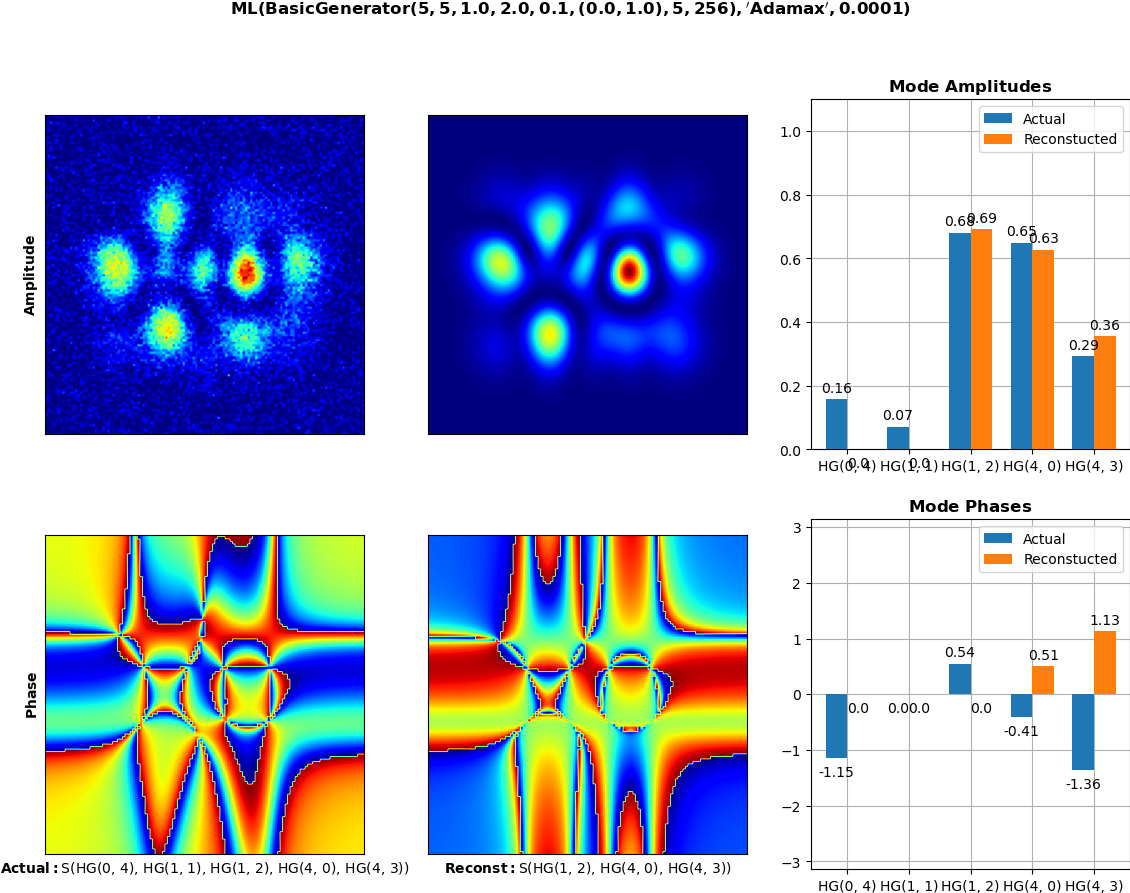 ML(BasicGenerator(5, 5, 1.0, 2.0, 0.1, (0.0, 1.0), 5, 256), 'Adamax', 0.0001)
Amplitude
Mode Amplitudes
Actual
Reconstucted
1.0
0.8
0.6
0.4
0.2
0.0
0.16
0.0
0.07
0.0
0.68
0.69
0.65
0.63
0.29
0.36
HG(0, 4) HG(1, 1) HG(1, 2) HG(4, 0) HG(4, 3)
Phase
Actual: S(HG(0, 4), HG(1, 1), HG(1, 2), HG(4, 0), HG(4, 3))
Reconst: S(HG(1, 2), HG(4, 0), HG(4, 3))
Mode Phases
Actual
Reconstucted
3
2
1
0
−1
−2
−3
-1.15
0.0
0.0
0.0
0.54
0.0
-0.41
0.51
-1.36
1.13
HG(0, 4) HG(1, 1) HG(1, 2) HG(4, 0) HG(4, 3)